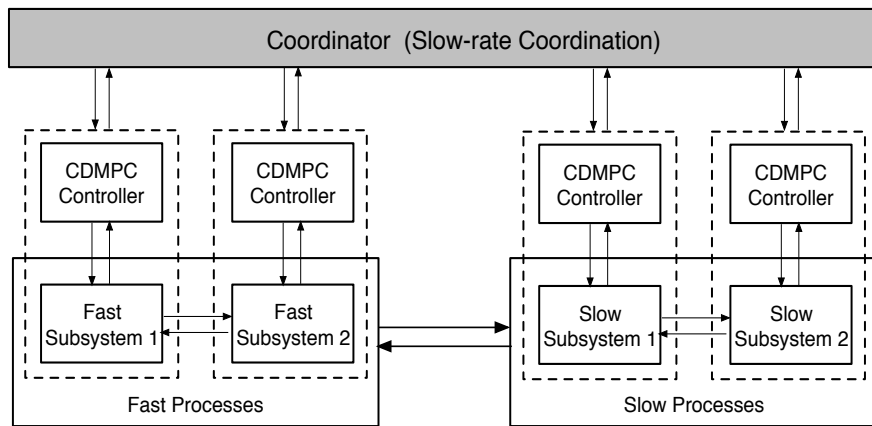 Coordinator (Slow-rate Coordination)
CDMPC
Controller
CDMPC
Controller
CDMPC
Controller
CDMPC
Controller
Fast
Subsystem 1
Fast
Subsystem 2
Slow
Subsystem 1
Slow
Subsystem 2
Fast Processes
Slow Processes